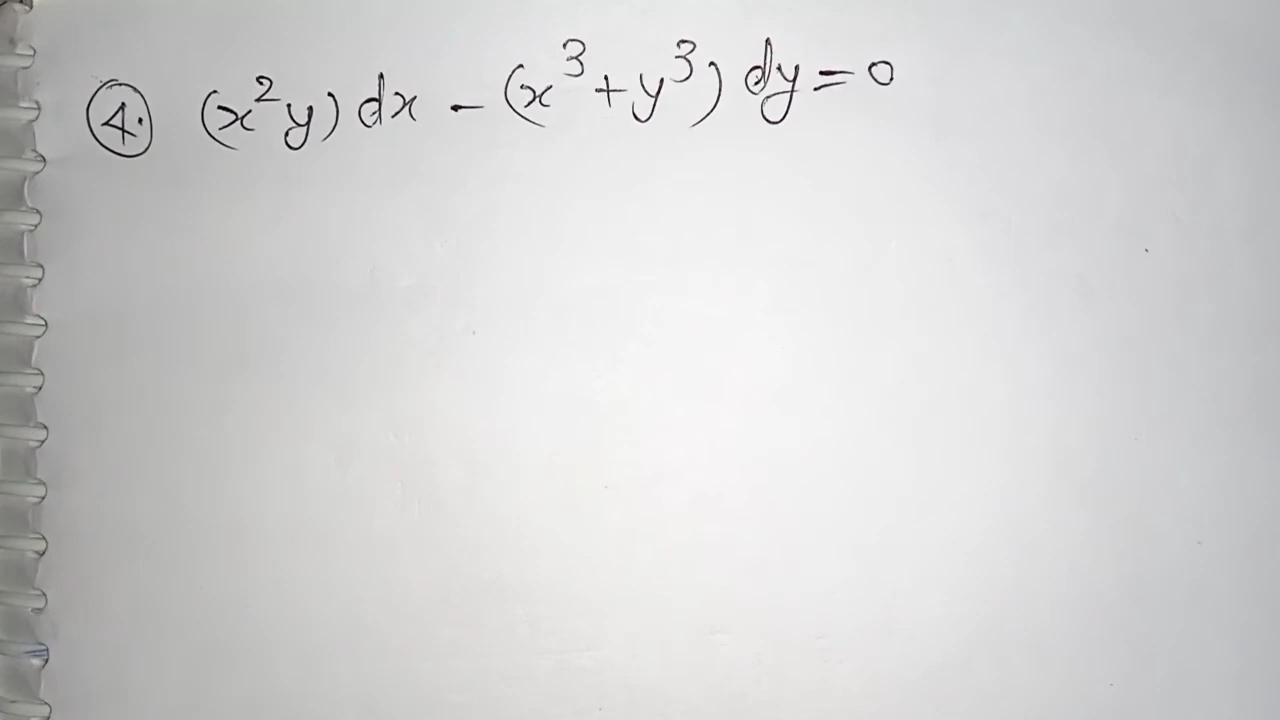 ④. (x²y) dx - (x³+y³) dy = 0